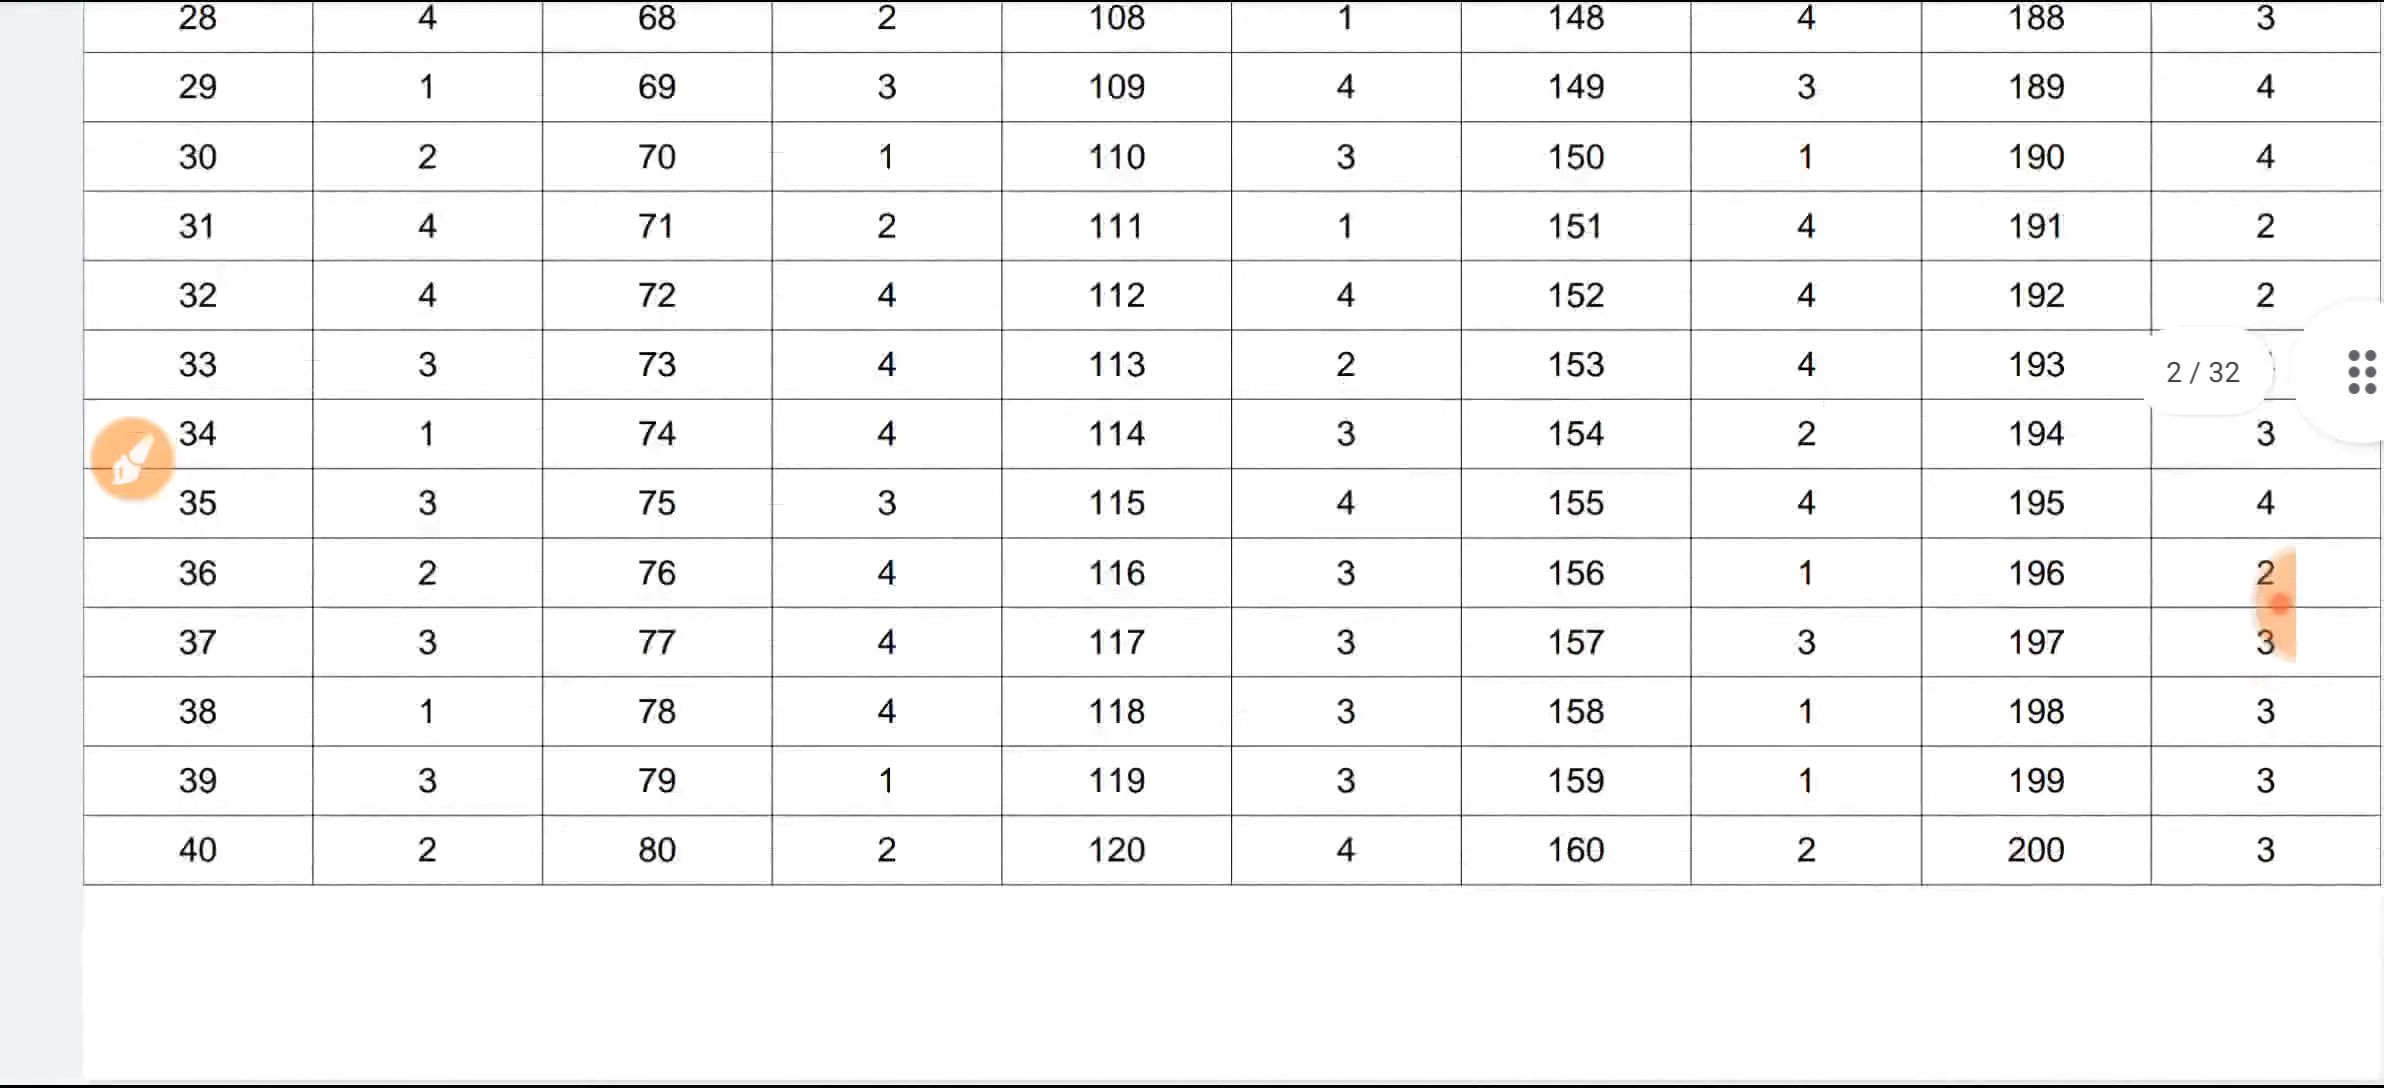 28 4 68 2 108 1 148 4 188 3
29 1 69 3 109 4 149 3 189 4
30 2 70 1 110 3 150 1 190 4
31 4 71 2 111 1 151 4 191 2
32 4 72 4 112 4 152 4 192 2
33 3 73 4 113 2 153 4 193
2 / 32
34 1 74 4 114 3 154 2 194 3
35 3 75 3 115 4 155 4 195 4
36 2 76 4 116 3 156 1 196 2
37 3 77 4 117 3 157 3 197 3
38 1 78 4 118 3 158 1 198 3
39 3 79 1 119 3 159 1 199 3
40 2 80 2 120 4 160 2 200 3